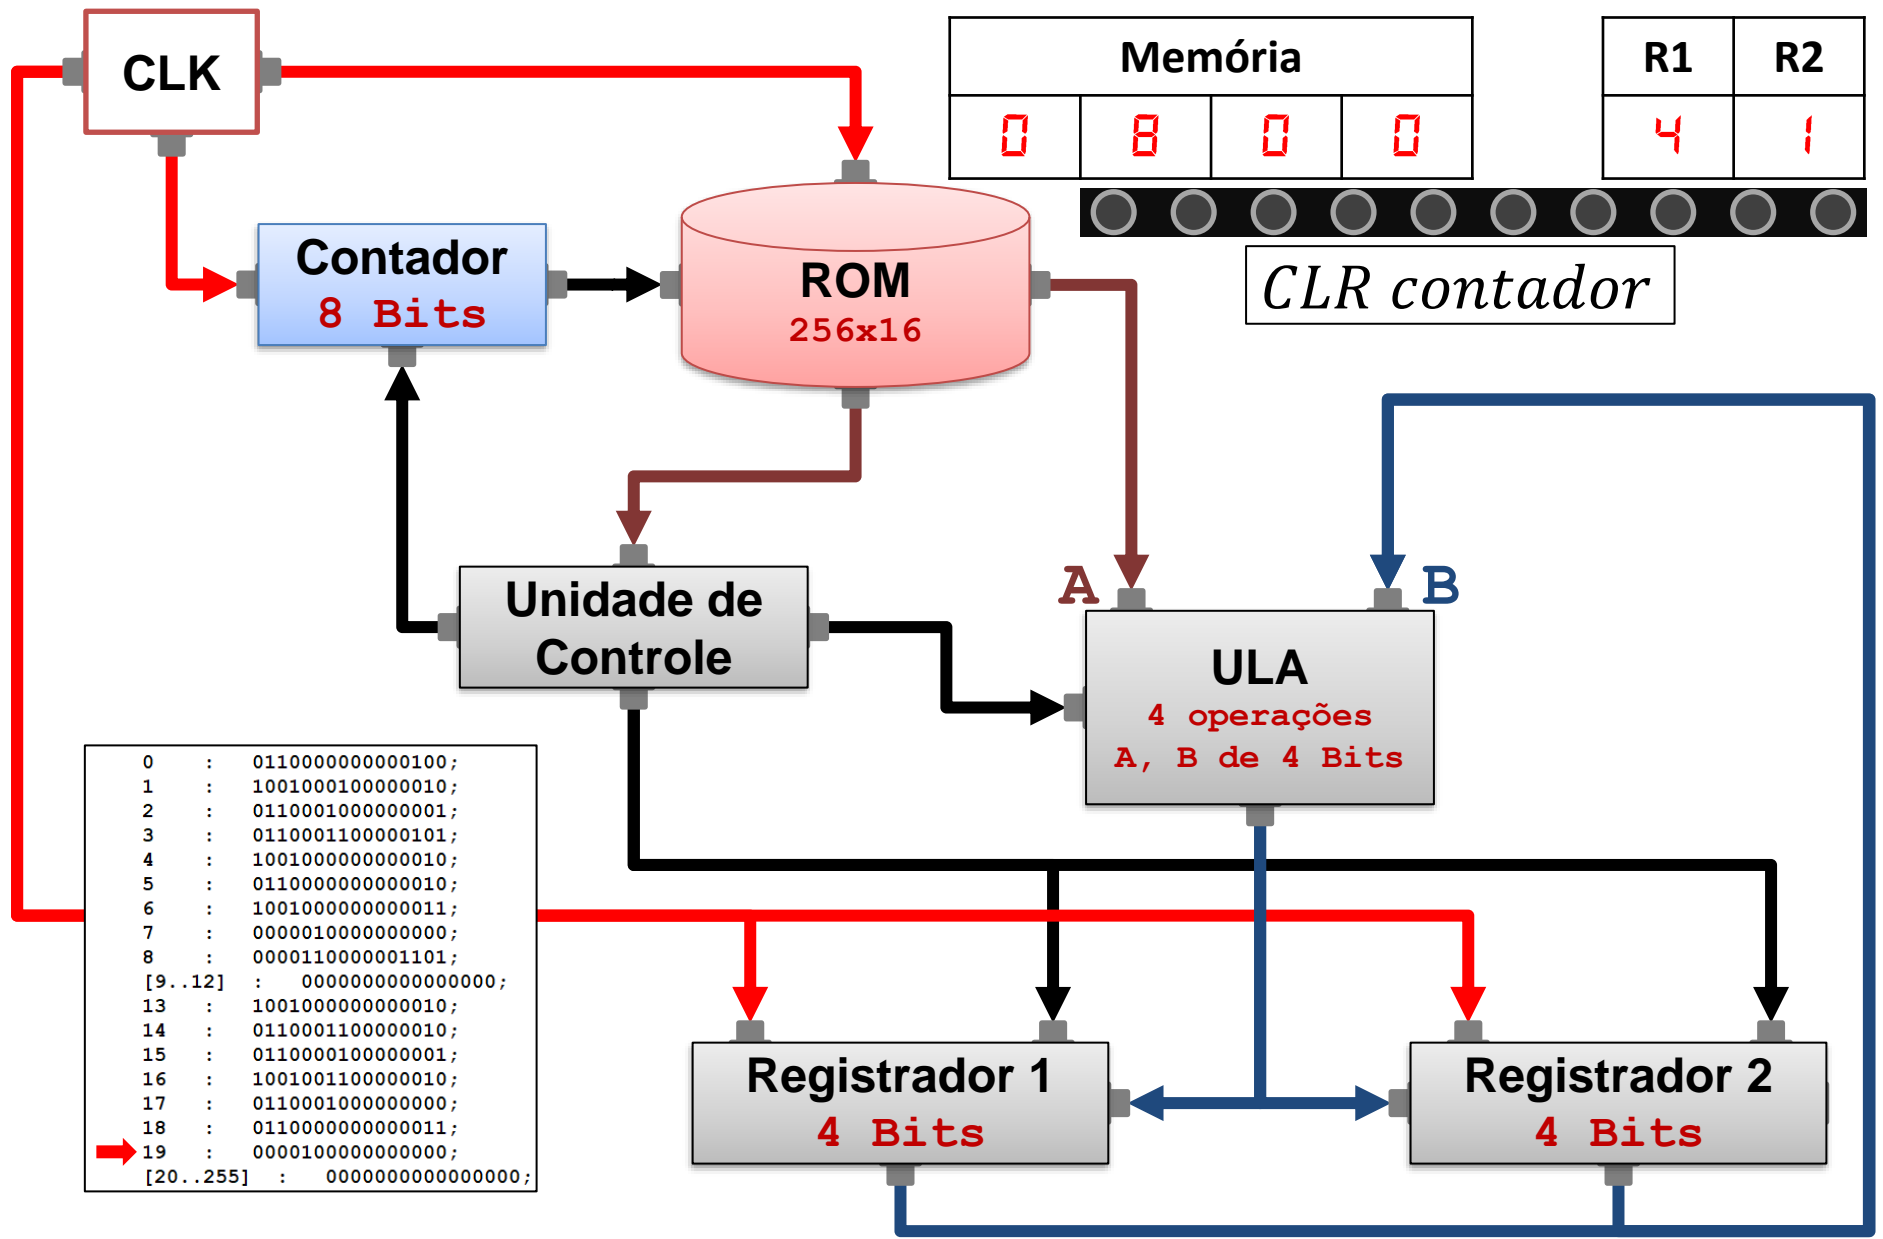 CLK
Memória
R1 R2
0 8 0 0
4 1
Contador
8 Bits
ROM
256x16
CLR contador
A
B
Unidade de
Controle
ULA
4 operações
A, B de 4 Bits
0 : 0110000000000100;
1 : 1001000100000010;
2 : 0110001000000001;
3 : 0110001100000101;
4 : 1001000000000010;
5 : 0110000000000010;
6 : 1001000000000011;
7 : 0000010000000000;
8 : 0000110000001101;
[9..12] : 0000000000000000;
13 : 1001000000000010;
14 : 0110001100000010;
15 : 0110000100000001;
16 : 1001001100000010;
17 : 0110001000000000;
18 : 0110000000000011;
19 : 0000100000000000;
[20..255] : 0000000000000000;
Registrador 1
4 Bits
Registrador 2
4 Bits